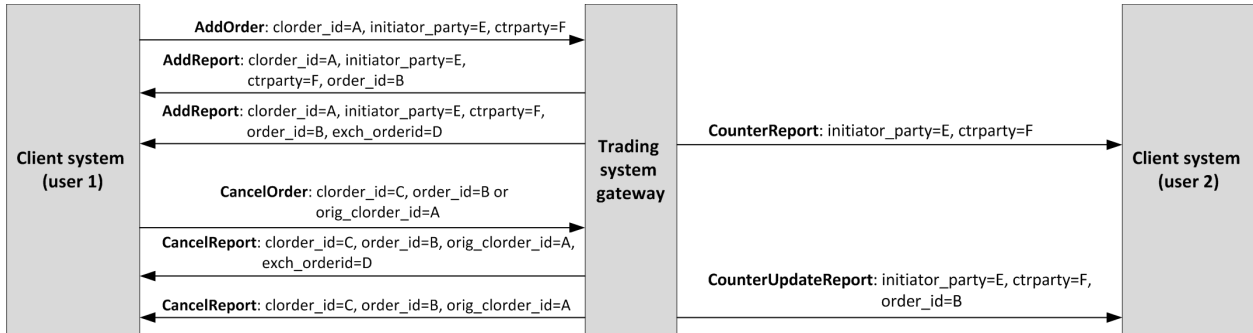 AddOrder: clorder_id=A, initiator_party=E, ctrparty=F
AddReport: clorder_id=A, initiator_party=E,
ctrparty=F, order_id=B
AddReport: clorder_id=A, initiator_party=E, ctrparty=F,
order_id=B, exch_orderid=D
CounterReport: initiator_party=E, ctrparty=F
Client system
(user 1)
Trading
system
gateway
Client system
(user 2)
CancelOrder: clorder_id=C, order_id=B or
orig_clorder_id=A
CancelReport: clorder_id=C, order_id=B, orig_clorder_id=A,
exch_orderid=D
CounterUpdateReport: initiator_party=E, ctrparty=F,
order_id=B
CancelReport: clorder_id=C, order_id=B, orig_clorder_id=A